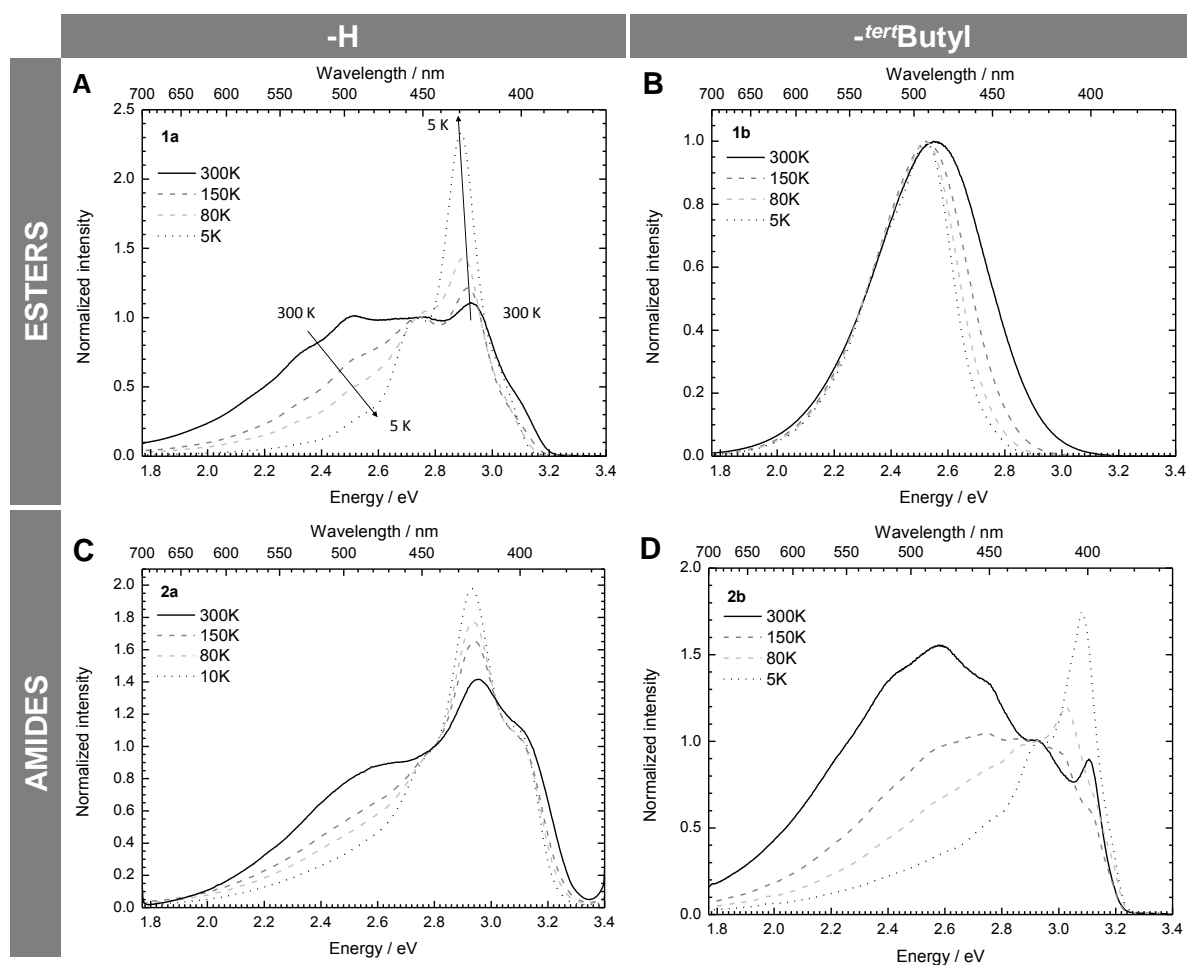 -H
-tertButyl
ESTERS
AMIDES
A
Wavelength / nm
700 650 600 550 500 450 400
2.5
2.0
1.5
1.0
0.5
0.0
Normalized intensity
1a
300K
150K
80K
5K
5 K
300 K
300 K
5 K
1.8 2.0 2.2 2.4 2.6 2.8 3.0 3.2 3.4
Energy / eV
B
Wavelength / nm
700 650 600 550 500 450 400
1.0
0.8
0.6
0.4
0.2
0.0
Normalized intensity
1b
300K
150K
80K
5K
1.8 2.0 2.2 2.4 2.6 2.8 3.0 3.2 3.4
Energy / eV
C
Wavelength / nm
700 650 600 550 500 450 400
2.0
1.8
1.6
1.4
1.2
1.0
0.8
0.6
0.4
0.2
0.0
Normalized intensity
2a
300K
150K
80K
10K
1.8 2.0 2.2 2.4 2.6 2.8 3.0 3.2 3.4
Energy / eV
D
Wavelength / nm
700 650 600 550 500 450 400
2.0
1.5
1.0
0.5
0.0
Normalized intensity
2b
300K
150K
80K
5K
1.8 2.0 2.2 2.4 2.6 2.8 3.0 3.2 3.4
Energy / eV